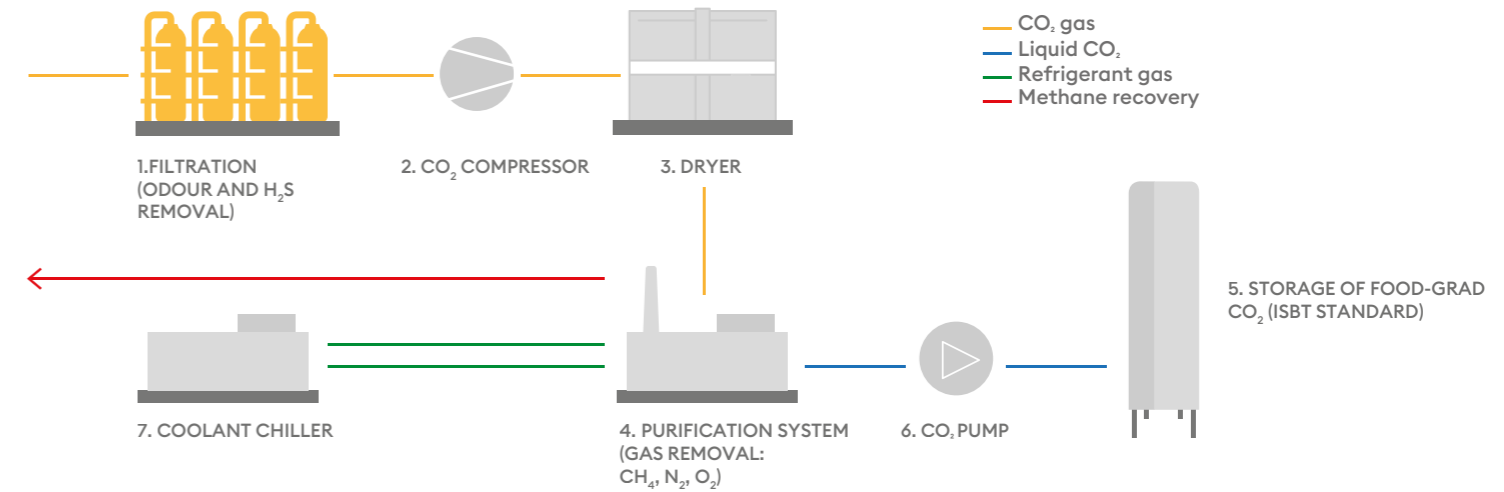 CO₂ gas
Liquid CO₂
Refrigerant gas
Methane recovery
1.FILTRATION
(ODOUR AND H₂S
REMOVAL)
2. CO₂ COMPRESSOR
3. DRYER
5. STORAGE OF FOOD-GRAD
CO₂ (ISBT STANDARD)
7. COOLANT CHILLER
4. PURIFICATION SYSTEM
(GAS REMOVAL:
CH₄, N₂, O₂)
6. CO₂ PUMP